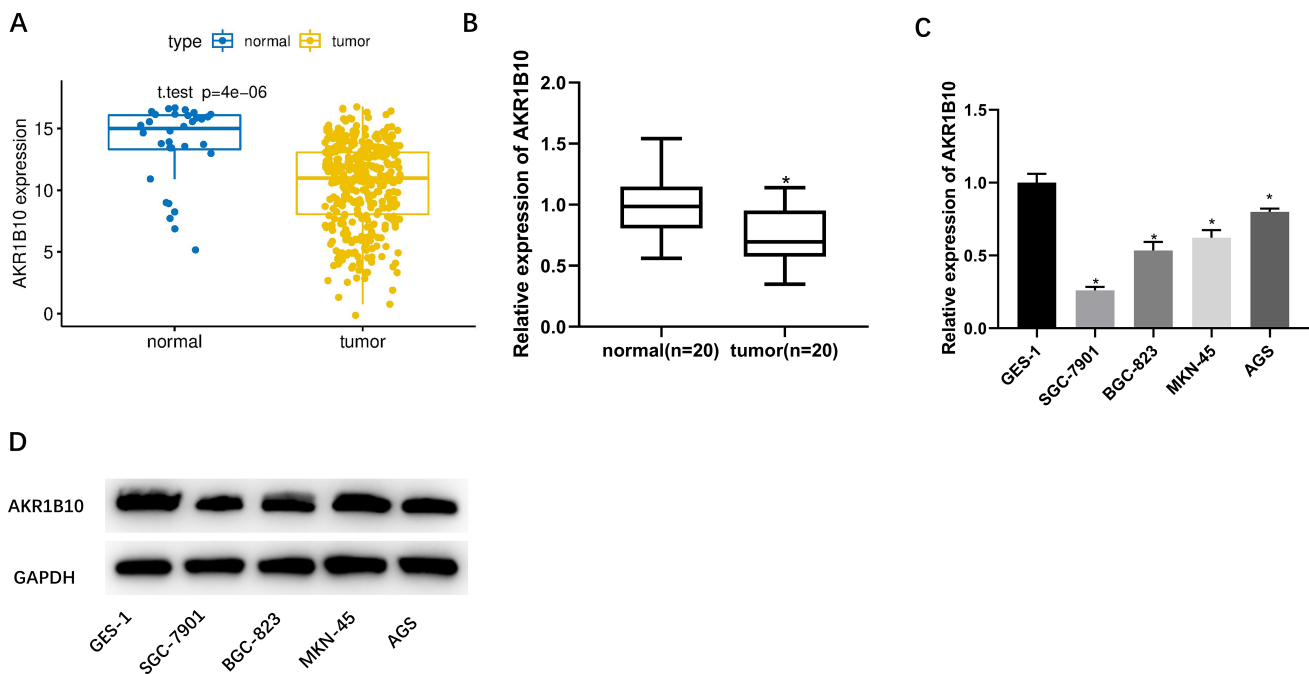 A
type normal tumor
t.test p=4e−06
AKR1B10 expression
15
10
5
0
normal tumor
B
Relative expression of AKR1B10
2.0
1.5
1.0
0.5
0.0
*
normal(n=20) tumor(n=20)
C
Relative expression of AKR1B10
1.5
1.0
0.5
0.0
* * * *
GES-1 SGC-7901 BGC-823 MKN-45 AGS
D
AKR1B10
GAPDH
GES-1 SGC-7901 BGC-823 MKN-45 AGS